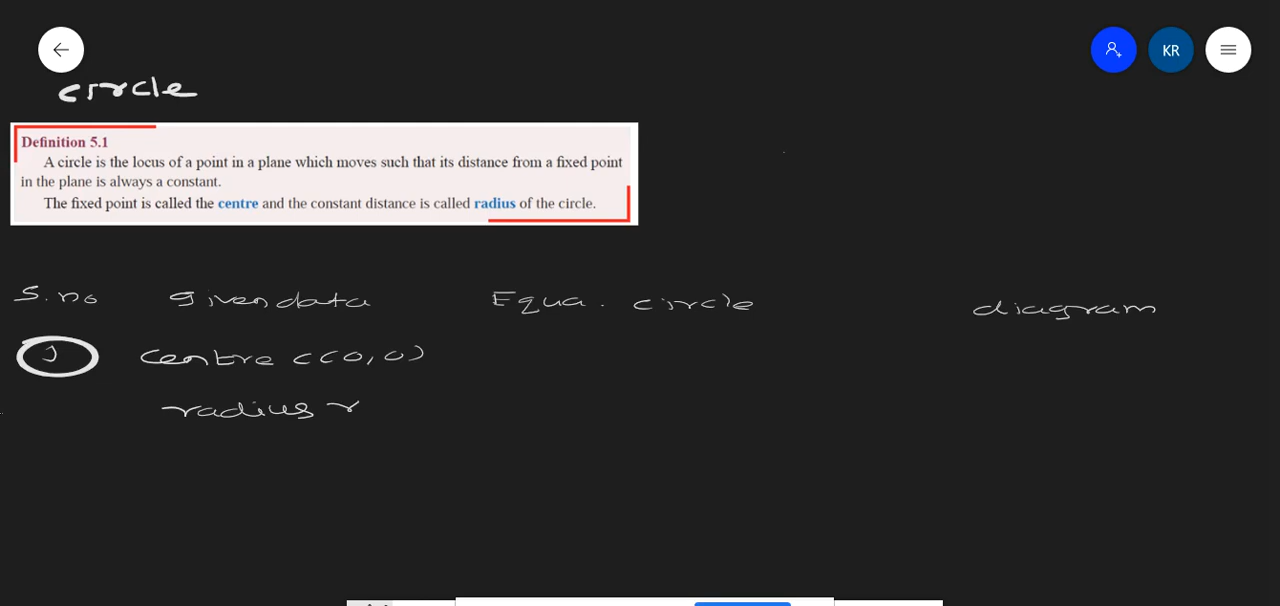 KR
circle
Definition 5.1
A circle is the locus of a point in a plane which moves such that its distance from a fixed point
in the plane is always a constant.
The fixed point is called the centre and the constant distance is called radius of the circle.
S.no given data Equa. circle diagram
1 centre C(0,0)
radius r